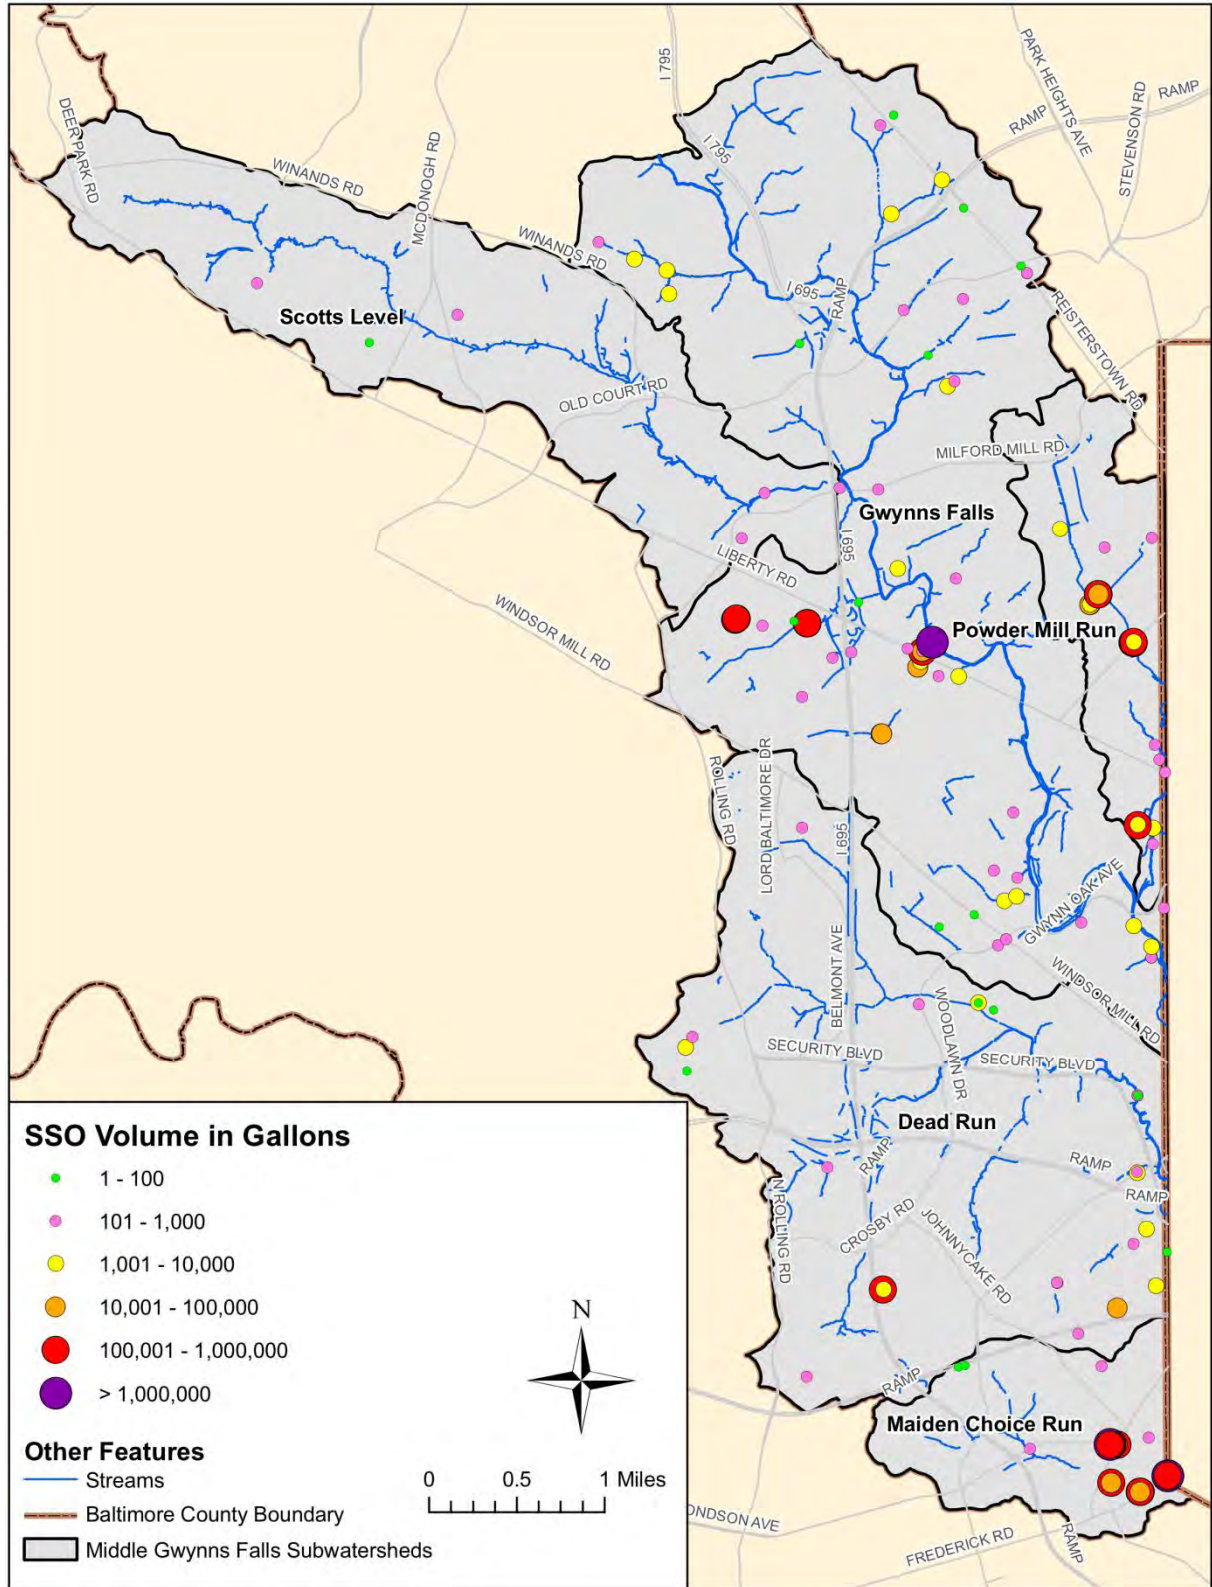 I 795
PARK HEIGHTS AVE
STEVENSON RD
RAMP
RAMP
DEER PARK RD
I 795
WINANDS RD
MCDONOGH RD
WINANDS RD
I 695
RAMP
Scotts Level
REISTERSTOWN RD
OLD COURT RD
MILFORD MILL RD
Gwynns Falls
I 695
LIBERTY RD
WINDSOR MILL RD
Powder Mill Run
ROLLING RD
LORD BALTIMORE DR
I 695
GWYNN OAK AVE
BELMONT AVE
WOODLAWN DR
WINDSOR MILL RD
SECURITY BLVD
SECURITY BLVD
Dead Run
RAMP
RAMP
RAMP
N ROLLING RD
CROSBY RD
JOHNNYCAKE RD
RAMP
Maiden Choice Run
ONDSON AVE
FREDERICK RD
RAMP
SSO Volume in Gallons
1 - 100
101 - 1,000
1,001 - 10,000
10,001 - 100,000
100,001 - 1,000,000
> 1,000,000
N
Other Features
Streams
Baltimore County Boundary
Middle Gwynns Falls Subwatersheds
0 0.5 1 Miles